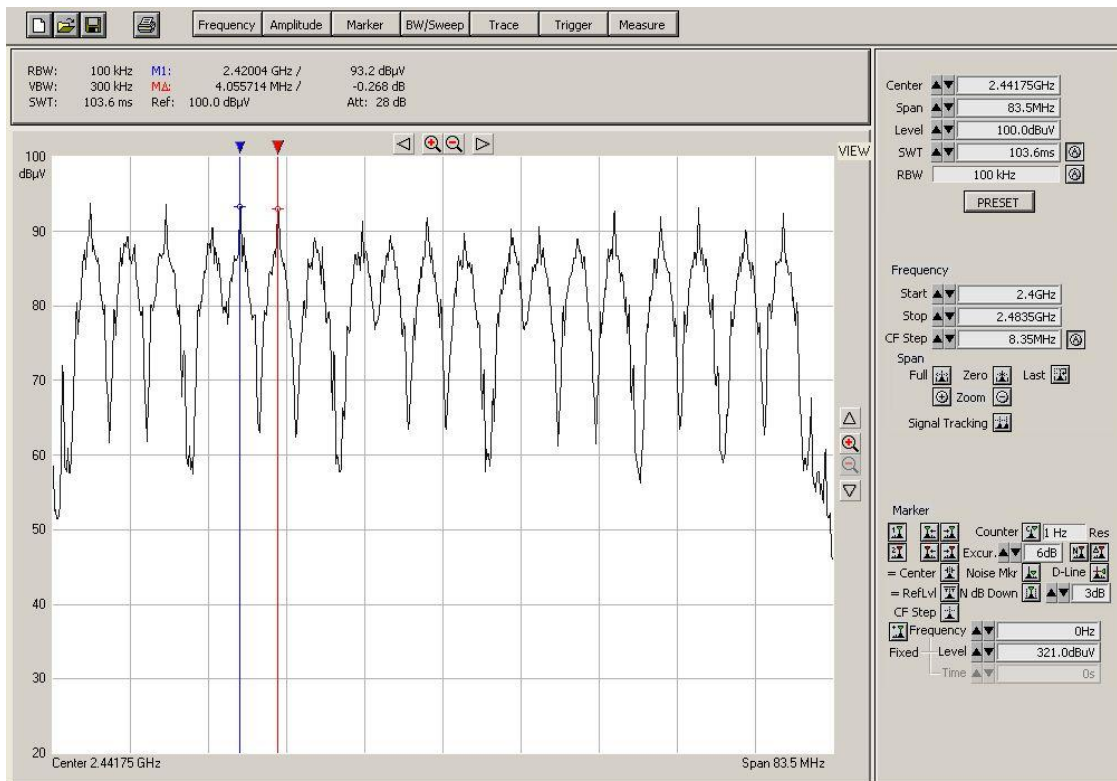 Frequency Amplitude Marker BW/Sweep Trace Trigger Measure
RBW: 100 kHz M1: 2.42004 GHz / 93.2 dBµV
VBW: 300 kHz M∆: 4.055714 MHz / -0.268 dB
SWT: 103.6 ms Ref: 100.0 dBµV Att: 28 dB
VIEW
100
dBµV
90
80
70
60
50
40
30
20
Center 2.44175 GHz Span 83.5 MHz
Center 2.44175GHz
Span 83.5MHz
Level 100.0dBuV
SWT 103.6ms
RBW 100 kHz
PRESET
Frequency
Start 2.4GHz
Stop 2.4835GHz
CF Step 8.35MHz
Span
Full Zero Last
Zoom
Signal Tracking
Marker
Counter 1 Hz Res
Excur. 6dB
= Center Noise Mkr D-Line
= RefLvl N dB Down 3dB
CF Step
Frequency 0Hz
Fixed Level 321.0dBuV
Time 0s